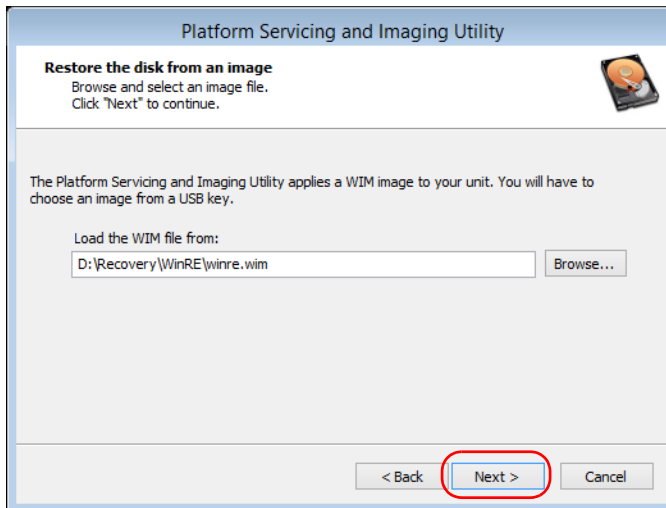 Platform Servicing and Imaging Utility
Restore the disk from an image
Browse and select an image file.
Click "Next" to continue.
The Platform Servicing and Imaging Utility applies a WIM image to your unit. You will have to
choose an image from a USB key.
Load the WIM file from:
D:\Recovery\WinRE\winre.wim
Browse...
< Back
Next >
Cancel